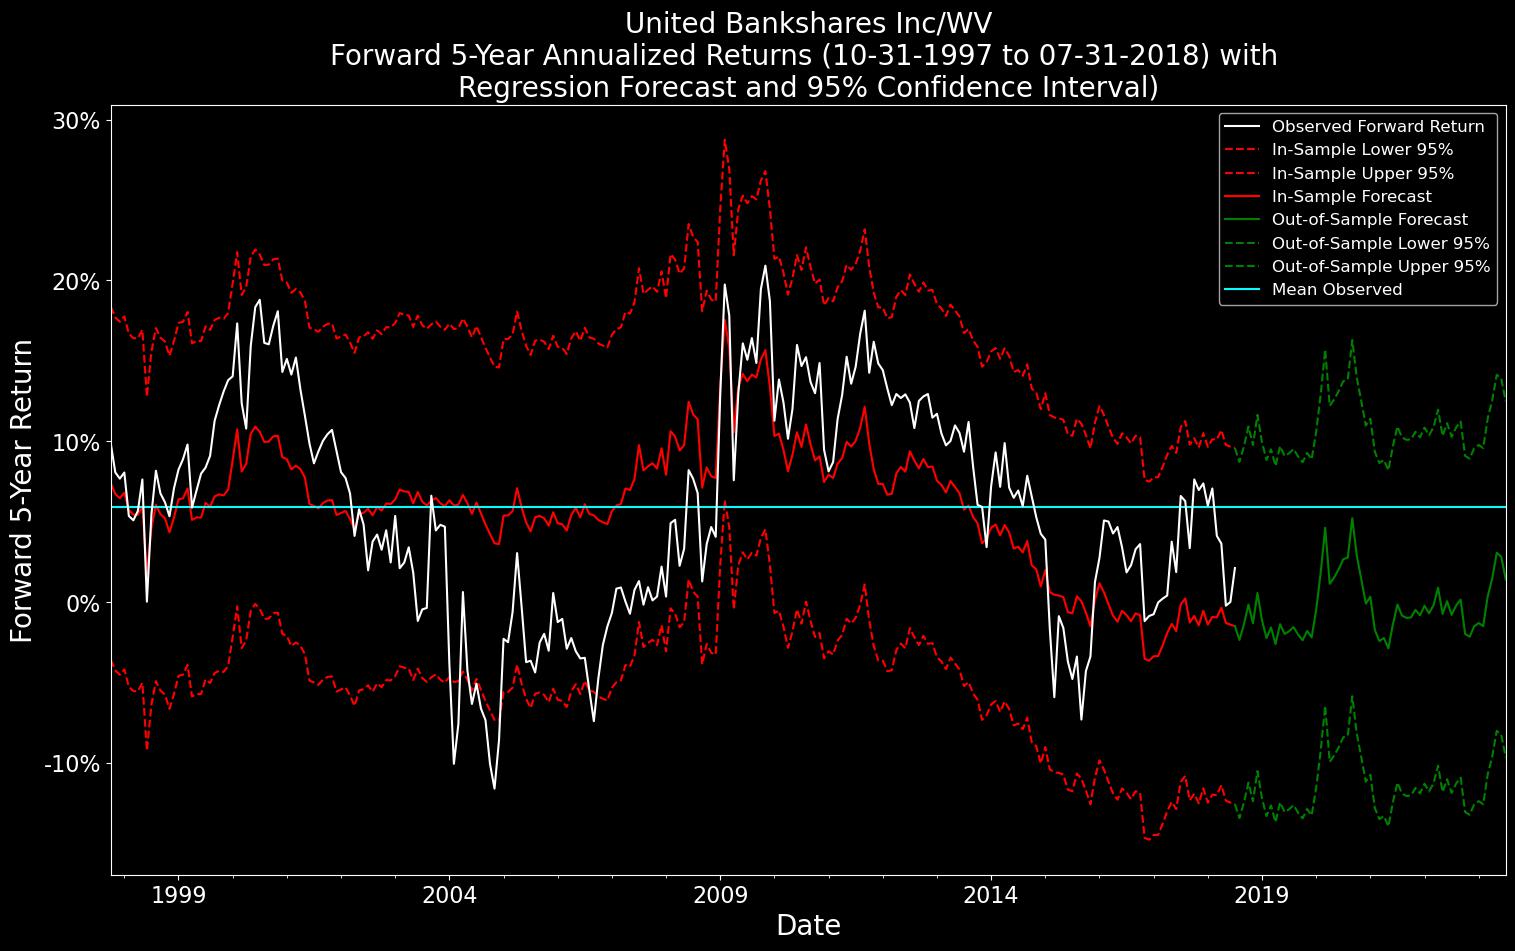 United Bankshares Inc/WV
Forward 5-Year Annualized Returns (10-31-1997 to 07-31-2018) with
Regression Forecast and 95% Confidence Interval)
Forward 5-Year Return
30%
20%
10%
0%
-10%
Observed Forward Return
In-Sample Lower 95%
In-Sample Upper 95%
In-Sample Forecast
Out-of-Sample Forecast
Out-of-Sample Lower 95%
Out-of-Sample Upper 95%
Mean Observed
1999 2004 2009 2014 2019
Date